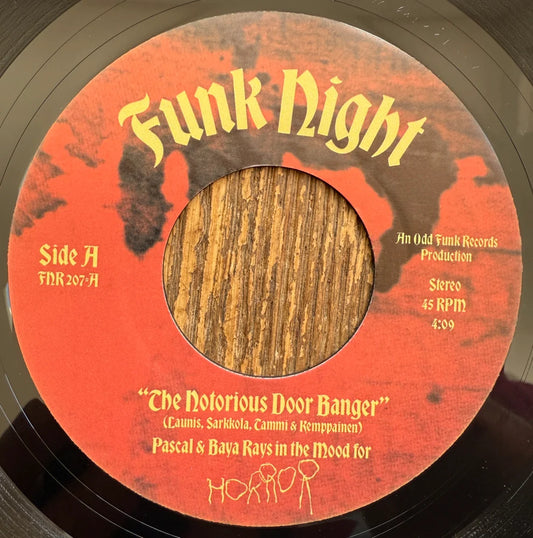 Funk Night
Side A
FNR 207-A
An Odd Funk Records
Production
Stereo
45 RPM
4:09
"The Notorious Door Banger"
(Launis, Sarkkola, Tammi & Kemppainen)
Pascal & Baya Rays in the Mood for
HORROR